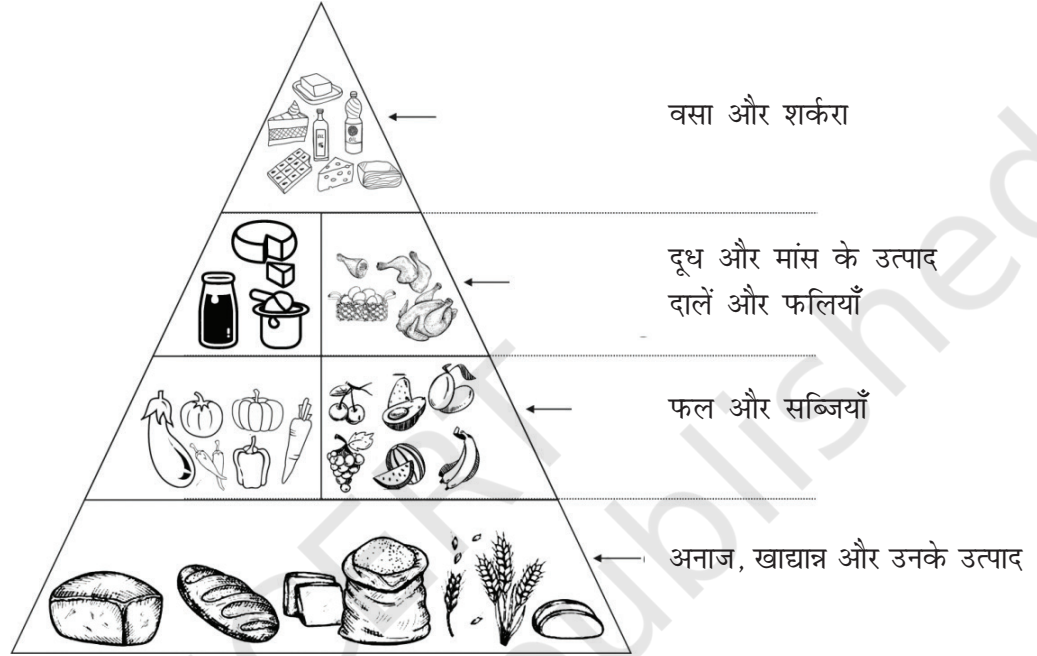 वसा और शर्करा
दूध और मांस के उत्पाद
दालें और फलियाँ
फल और सब्जियाँ
अनाज, खाद्यान्न और उनके उत्पाद